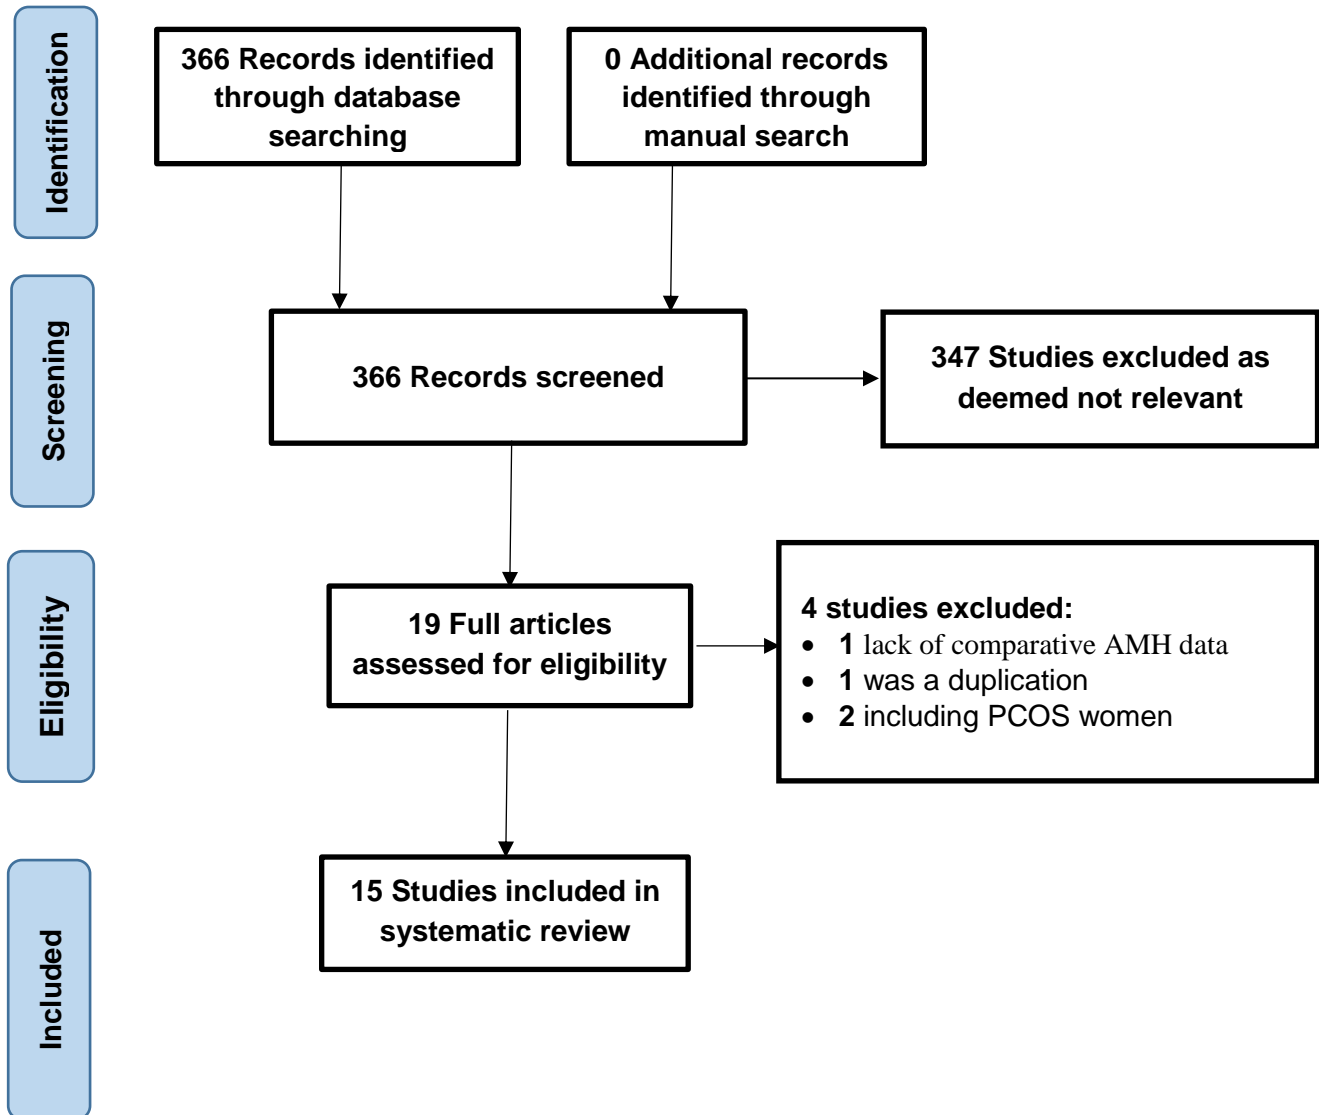 Identification
366 Records identified
through database
searching
0 Additional records
identified through
manual search
Screening
366 Records screened
347 Studies excluded as
deemed not relevant
Eligibility
19 Full articles
assessed for eligibility
4 studies excluded:
• 1 lack of comparative AMH data
• 1 was a duplication
• 2 including PCOS women
Included
15 Studies included in
systematic review